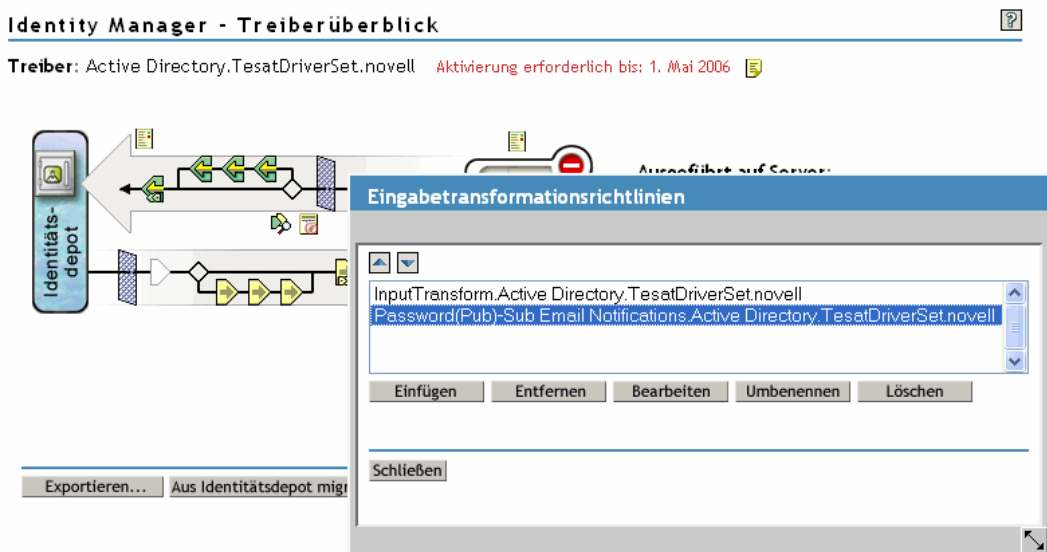 Identity Manager - Treiberüberblick
Treiber: Active Directory.TesatDriverSet.novell Aktivierung erforderlich bis: 1. Mai 2006
Identitäts-
depot
Ausgeführt auf Server:
Eingabetransformationsrichtlinien
InputTransform.Active Directory.TesatDriverSet.novell
Password(Pub)-Sub Email Notifications.Active Directory.TesatDriverSet.novell
Einfügen Entfernen Bearbeiten Umbenennen Löschen
Schließen
Exportieren... Aus Identitätsdepot migr